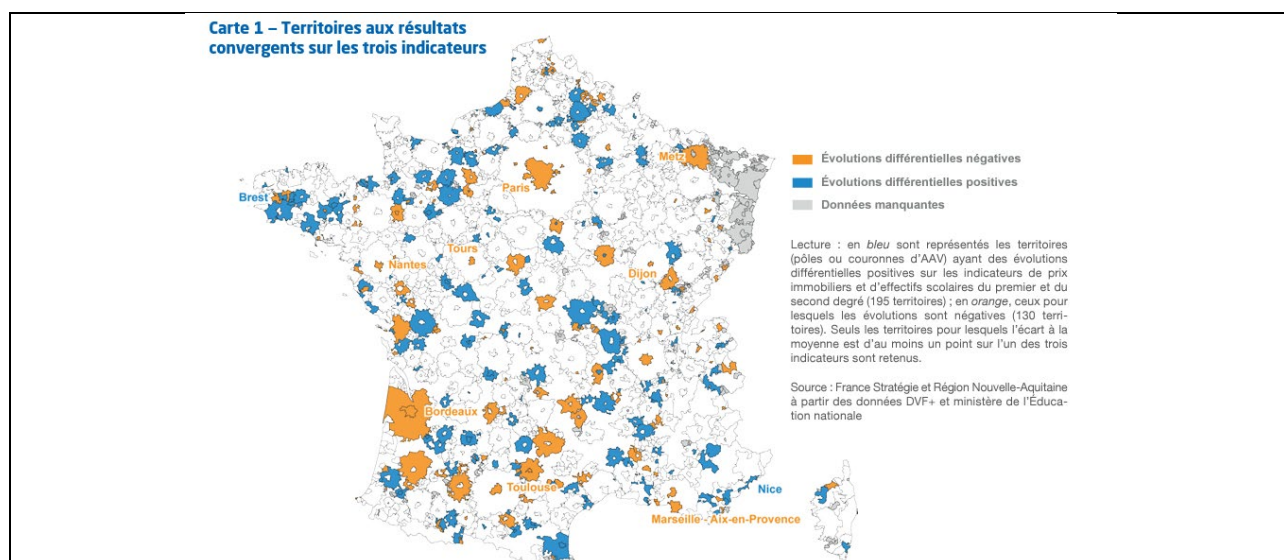 Carte 1 – Territoires aux résultats
convergents sur les trois indicateurs
Metz
Paris
Brest
Tours
Nantes
Dijon
Bordeaux
Toulouse
Nice
Marseille - Aix-en-Provence
Évolutions différentielles négatives
Évolutions différentielles positives
Données manquantes
Lecture : en bleu sont représentés les territoires
(pôles ou couronnes d’AAV) ayant des évolutions
différentielles positives sur les indicateurs de prix
immobiliers et d’effectifs scolaires du premier et du
second degré (195 territoires) ; en orange, ceux pour
lesquels les évolutions sont négatives (130 terri-
toires). Seuls les territoires pour lesquels l’écart à la
moyenne est d’au moins un point sur l’un des trois
indicateurs sont retenus.
Source : France Stratégie et Région Nouvelle-Aquitaine
à partir des données DVF+ et ministère de l’Éduca-
tion nationale